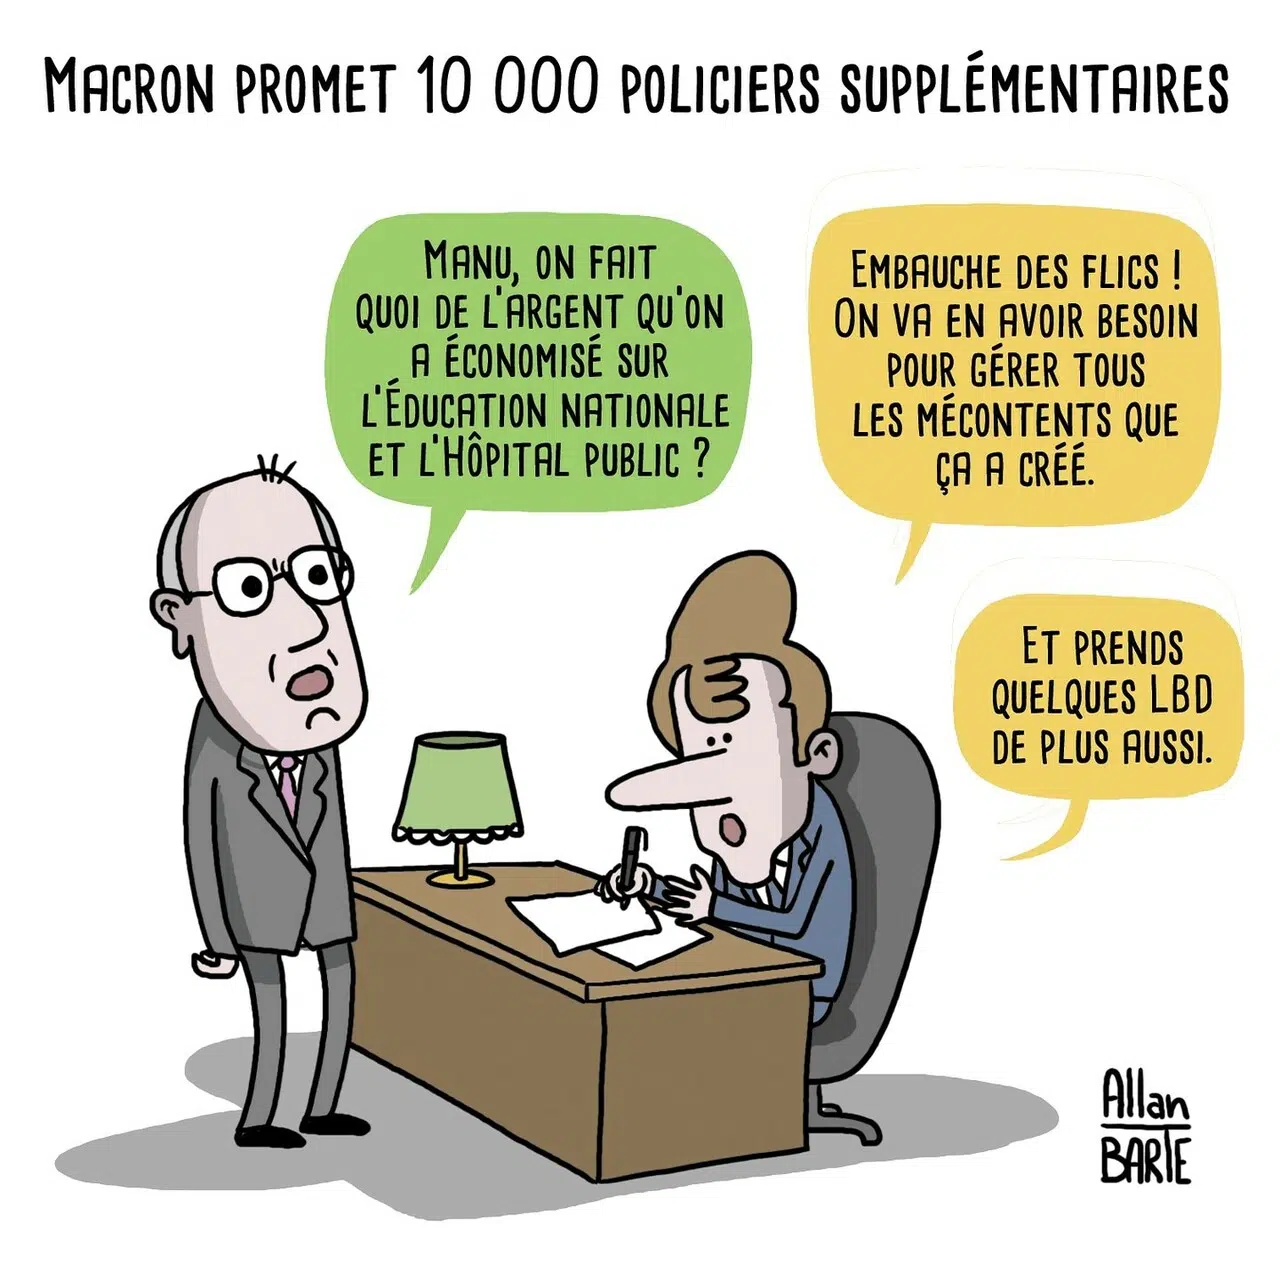 MACRON PROMET 10 000 POLICIERS SUPPLÉMENTAIRES
MANU, ON FAIT
QUOI DE L'ARGENT QU'ON
A ÉCONOMISÉ SUR
L'ÉDUCATION NATIONALE
ET L'HÔPITAL PUBLIC ?
EMBAUCHE DES FLICS !
ON VA EN AVOIR BESOIN
POUR GÉRER TOUS
LES MÉCONTENTS QUE
ÇA A CRÉÉ.
ET PRENDS
QUELQUES LBD
DE PLUS AUSSI.
Allan
BARTE